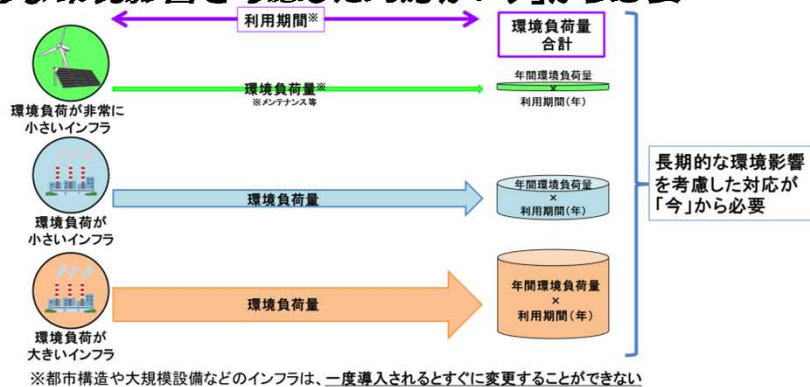 利用期間※
環境負荷量
合計
環境負荷が非常に
小さいインフラ
環境負荷量※
※メンテナンス等
年間環境負荷量
×
利用期間(年)
環境負荷が
小さいインフラ
環境負荷量
年間環境負荷量
×
利用期間(年)
環境負荷が
大きいインフラ
環境負荷量
年間環境負荷量
×
利用期間(年)
長期的な環境影響
を考慮した対応が
「今」から必要
※都市構造や大規模設備などのインフラは、一度導入されるとすぐに変更することができない